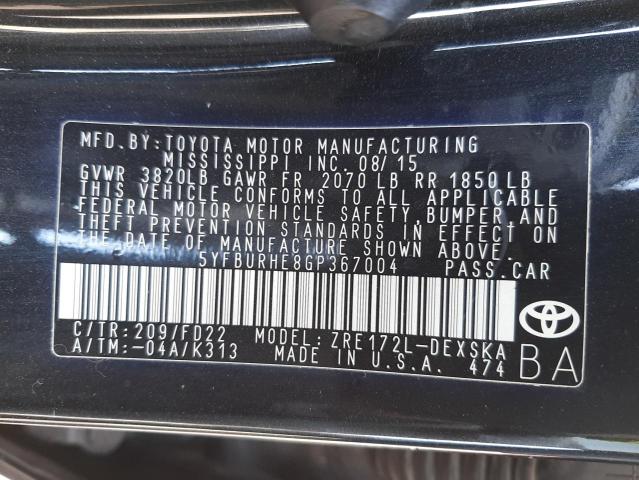 MFD. BY: TOYOTA MOTOR MANUFACTURING
MISSISSIPPI INC. 08/15
GVWR 3820LB GAWR FR 2070 LB RR 1850 LB
THIS VEHICLE CONFORMS TO ALL APPLICABLE
FEDERAL MOTOR VEHICLE SAFETY, BUMPER, AND
THEFT PREVENTION STANDARDS IN EFFECT ON
THE DATE OF MANUFACTURE SHOWN ABOVE.
5YFBURHE8GP367004 PASS. CAR
C/TR: 209/FD22 MODEL: ZRE172L-DEXSKA
A/TM: -04A/K313 MADE IN U.S.A. 474
BA